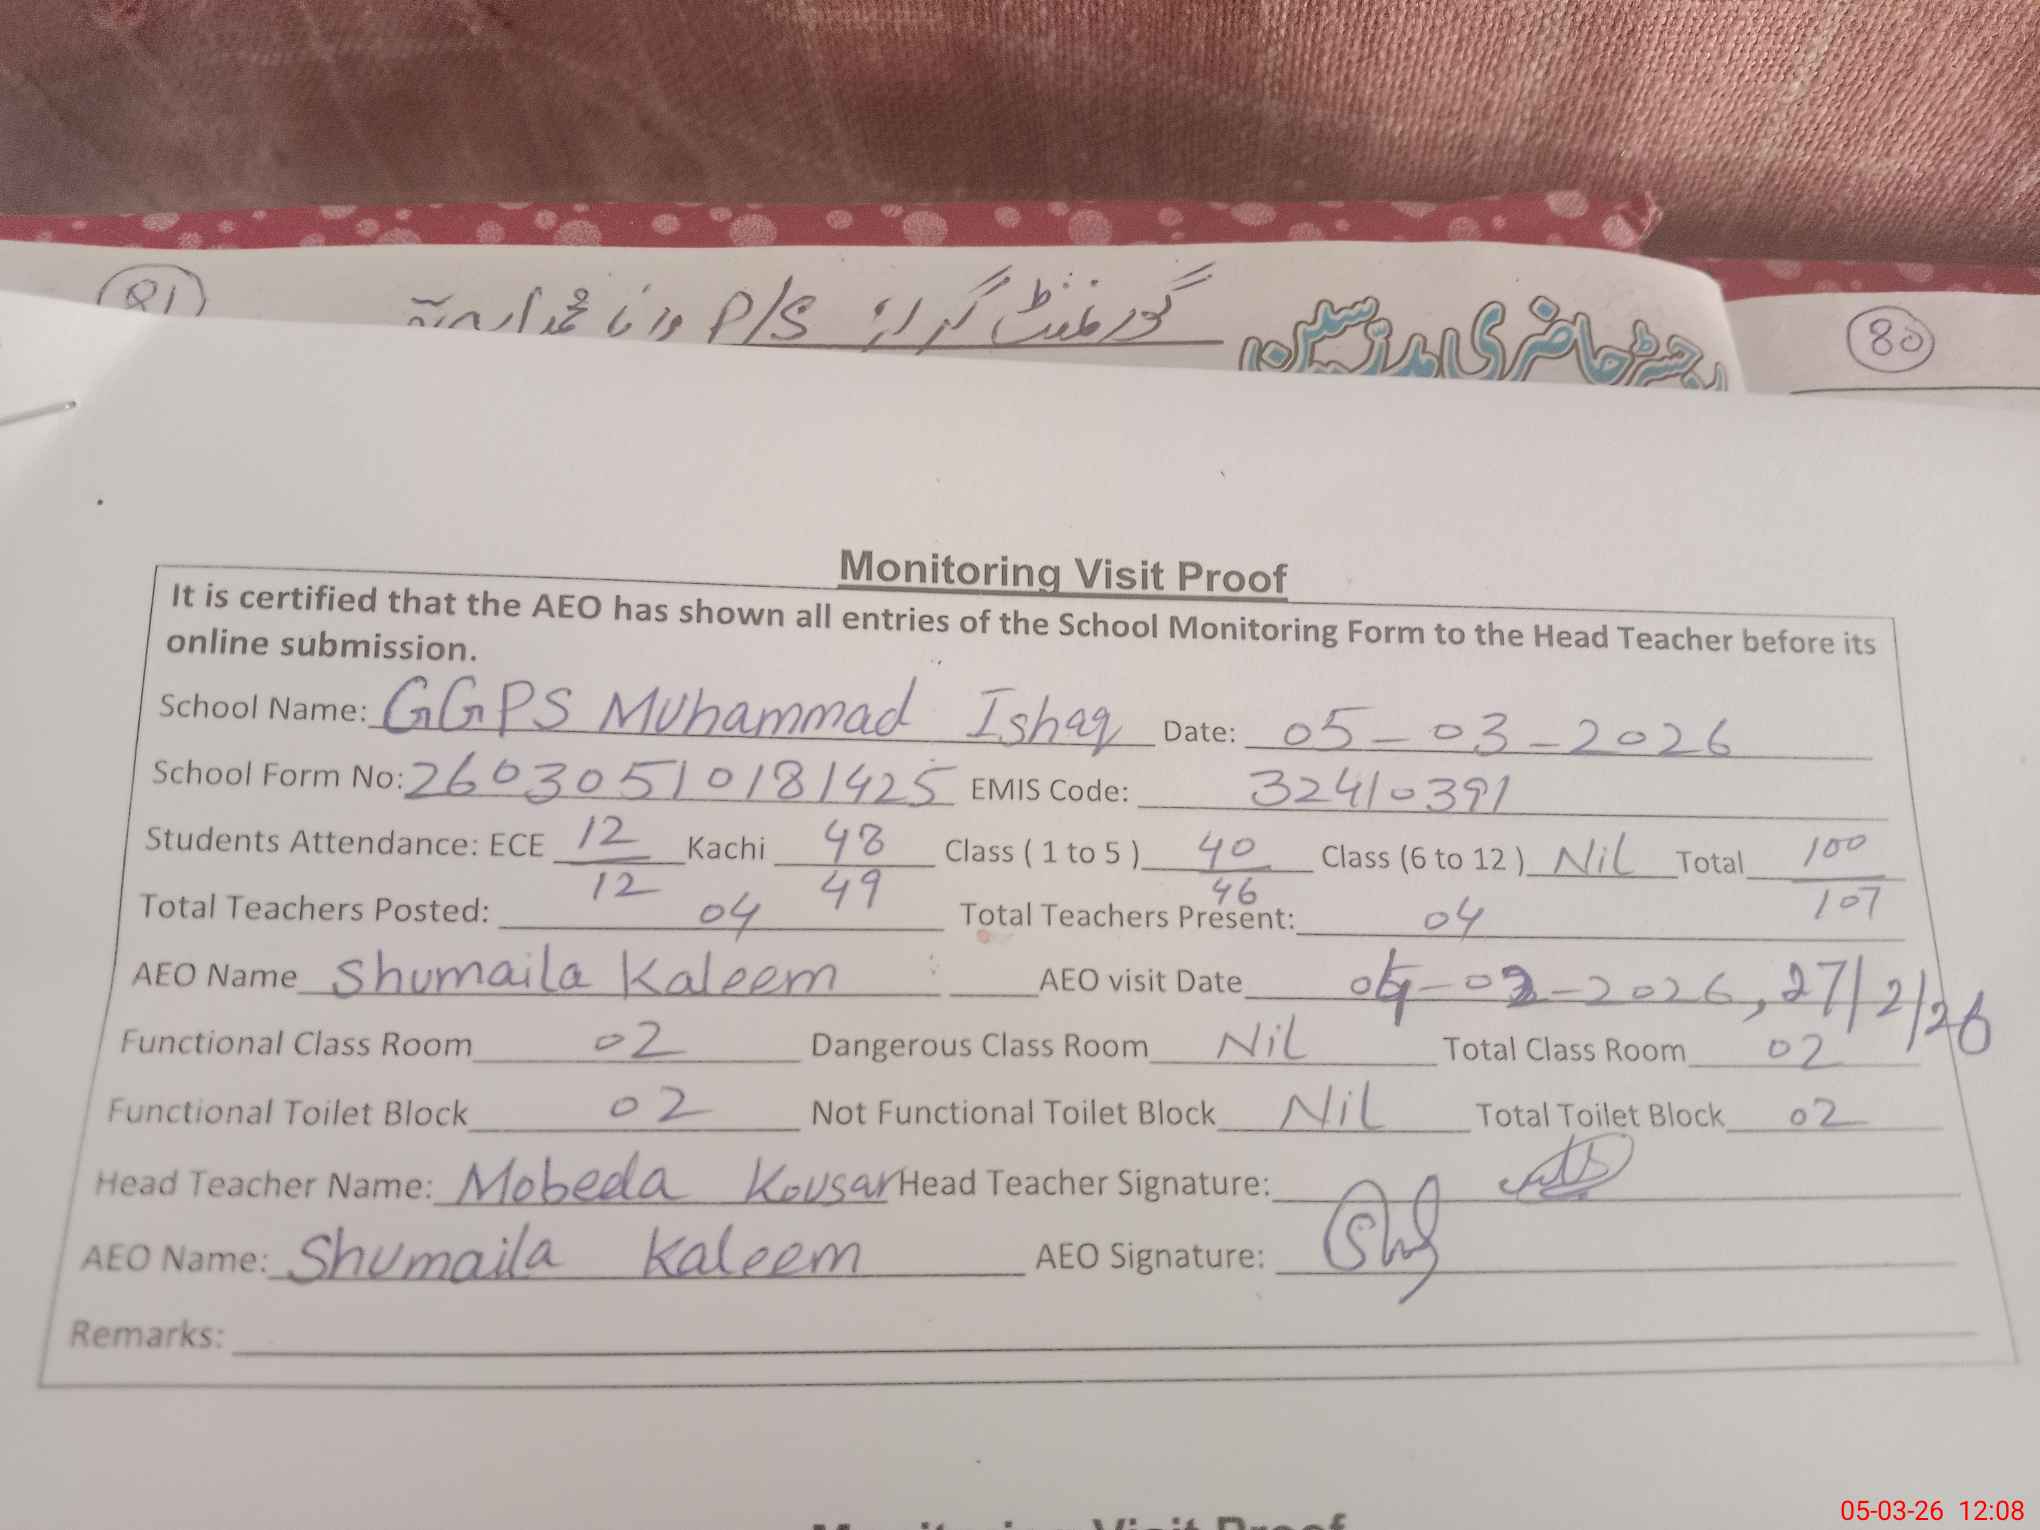 81
گورنمنٹ گرلز P/S ورنا محمد اسحاق
رجسٹر حاضری مدرسین
80
Monitoring Visit Proof
It is certified that the AEO has shown all entries of the School Monitoring Form to the Head Teacher before its
online submission.
School Name: GGPS Muhammad Ishaq Date: 05-03-2026
School Form No: 26030510181425 EMIS Code: 32410391
Students Attendance: ECE 12/12 Kachi 48/49 Class ( 1 to 5 ) 40/46 Class (6 to 12 ) Nil Total 100/107
Total Teachers Posted: 04 Total Teachers Present: 04
AEO Name Shumaila Kaleem AEO visit Date -2026, 27/2/26
Functional Class Room 02 Dangerous Class Room Nil Total Class Room 02
Functional Toilet Block 02 Not Functional Toilet Block Nil Total Toilet Block 02
Head Teacher Name: Mobeda Kousar Head Teacher Signature:
AEO Name: Shumaila Kaleem AEO Signature:
Remarks:
Monitoring Visit Proof
05-03-26 12:08